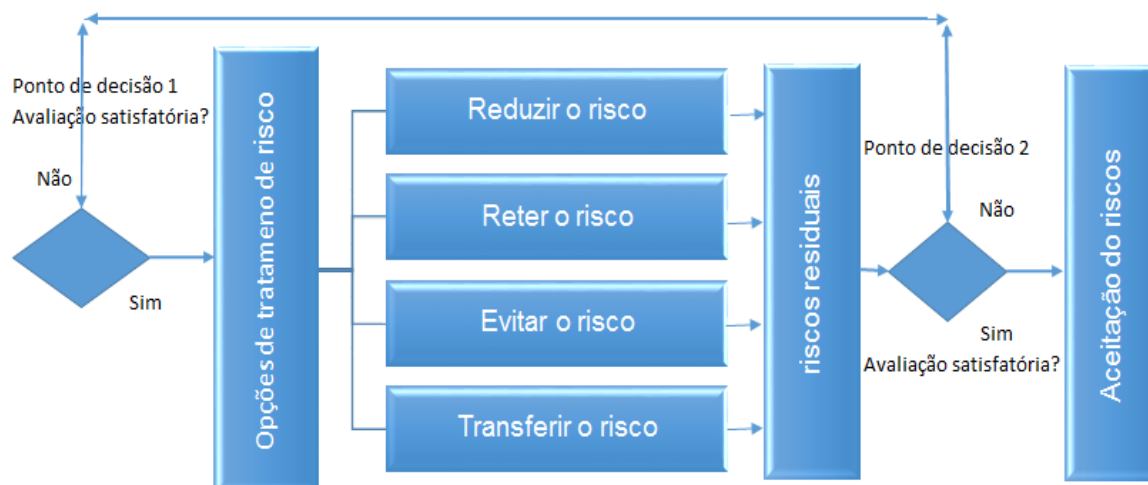 Ponto de decisão 1
Avaliação satisfatória?
Não
Sim
Opções de tratameno de risco
Reduzir o risco
Reter o risco
Evitar o risco
Transferir o risco
riscos residuais
Ponto de decisão 2
Não
Sim
Avaliação satisfatória?
Aceitação do riscos